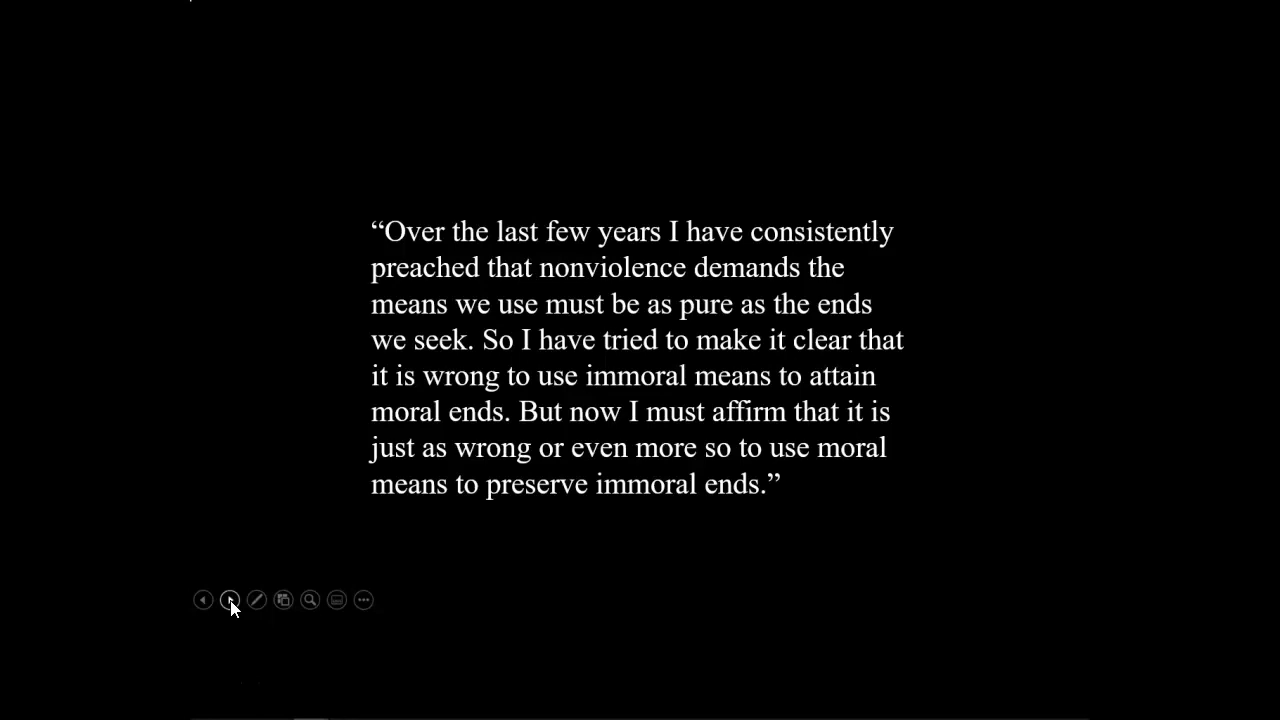 “Over the last few years I have consistently
preached that nonviolence demands the
means we use must be as pure as the ends
we seek. So I have tried to make it clear that
it is wrong to use immoral means to attain
moral ends. But now I must affirm that it is
just as wrong or even more so to use moral
means to preserve immoral ends.”